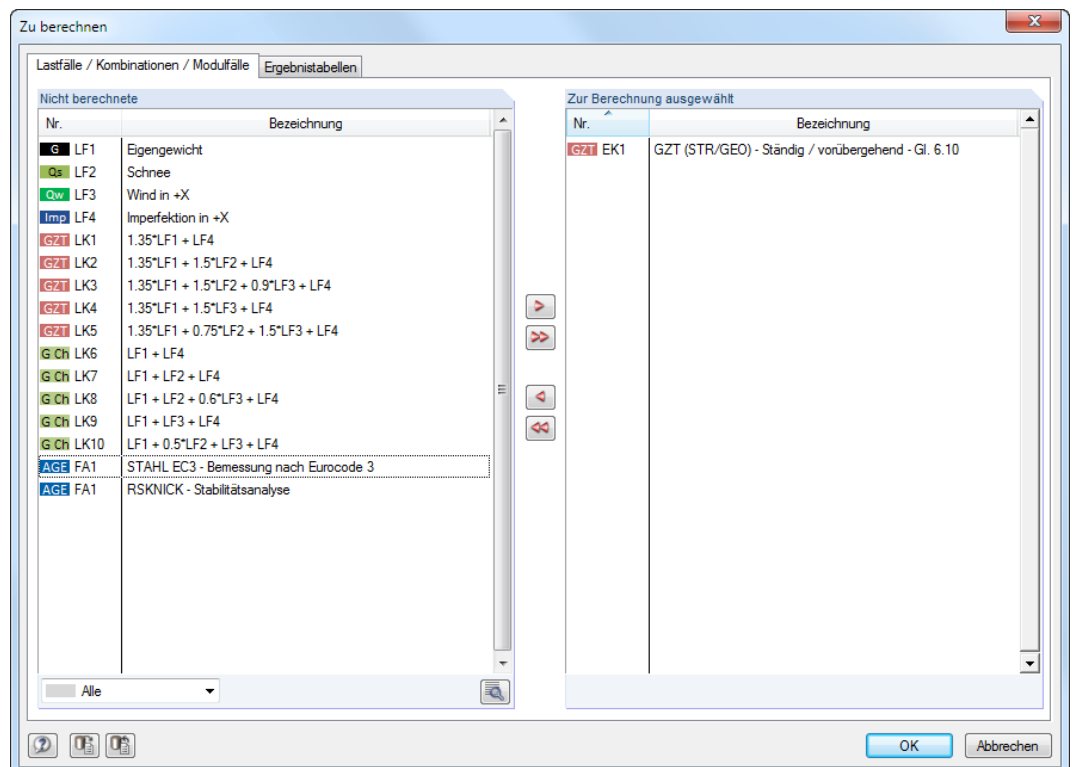 Zu berechnen
Lastfälle / Kombinationen / Modulfälle Ergebnistabellen
Nicht berechnete
Nr. Bezeichnung
G LF1 Eigengewicht
Qs LF2 Schnee
Qw LF3 Wind in +X
Imp LF4 Imperfektion in +X
GZT LK1 1.35*LF1 + LF4
GZT LK2 1.35*LF1 + 1.5*LF2 + LF4
GZT LK3 1.35*LF1 + 1.5*LF2 + 0.9*LF3 + LF4
GZT LK4 1.35*LF1 + 1.5*LF3 + LF4
GZT LK5 1.35*LF1 + 0.75*LF2 + 1.5*LF3 + LF4
G Ch LK6 LF1 + LF4
G Ch LK7 LF1 + LF2 + LF4
G Ch LK8 LF1 + LF2 + 0.6*LF3 + LF4
G Ch LK9 LF1 + LF3 + LF4
G Ch LK10 LF1 + 0.5*LF2 + LF3 + LF4
AGE FA1 STAHL EC3 - Bemessung nach Eurocode 3
AGE FA1 RSKNICK - Stabilitätsanalyse
Alle
Zur Berechnung ausgewählt
Nr. Bezeichnung
GZT EK1 GZT (STR/GEO) - Ständig / vorübergehend - Gl. 6.10
OK Abbrechen